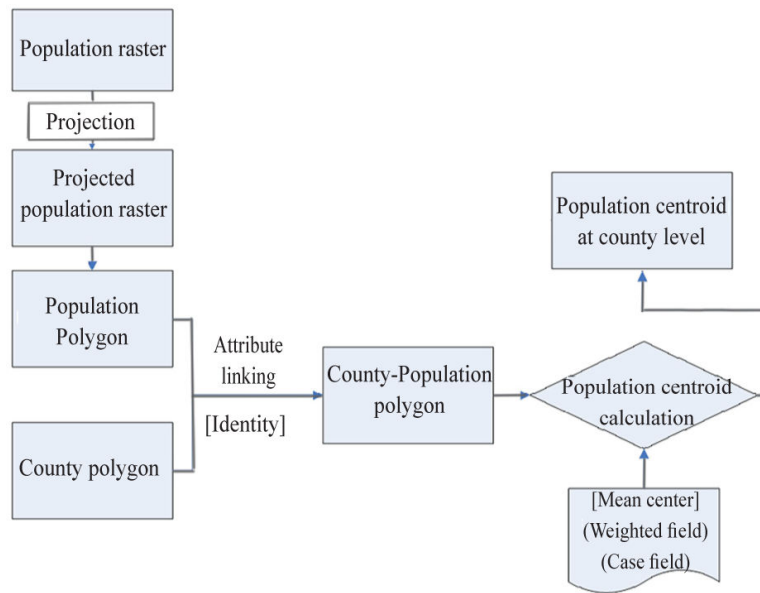 Population raster
Projection
Projected
population raster
Population
Polygon
County polygon
Attribute
linking
[Identity]
County-Population
polygon
Population centroid
at county level
Population centroid
calculation
[Mean center]
(Weighted field)
(Case field)